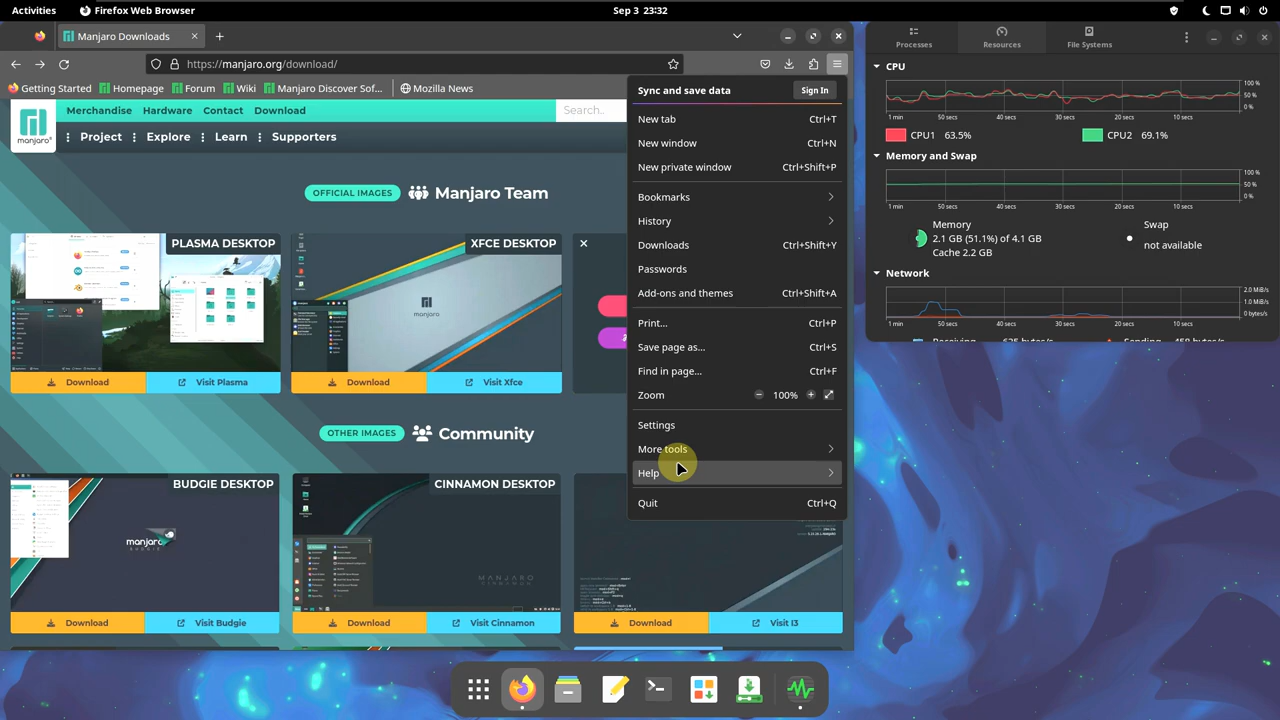 Activities
Firefox Web Browser
Sep 3 23:32
Manjaro Downloads
https://manjaro.org/download/
Getting Started
Homepage
Forum
Wiki
Manjaro Discover Sof…
Mozilla News
Merchandise Hardware Contact Download
Search..
manjaro
Project Explore Learn Supporters
OFFICIAL IMAGES
Manjaro Team
PLASMA DESKTOP
XFCE DESKTOP
MANJARO
Download
Visit Plasma
Download
Visit Xfce
OTHER IMAGES
Community
BUDGIE DESKTOP
CINNAMON DESKTOP
manjaro
BUDGIE
MANJARO
CINNAMON
Download
Visit Budgie
Download
Visit Cinnamon
Download
Visit I3
Sync and save data
Sign In
New tab Ctrl+T
New window Ctrl+N
New private window Ctrl+Shift+P
Bookmarks
History
Downloads Ctrl+Shift+Y
Passwords
Add-ons and themes Ctrl+Shift+A
Print… Ctrl+P
Save page as… Ctrl+S
Find in page… Ctrl+F
Zoom 100%
Settings
More tools
Help
Quit Ctrl+Q
Processes
Resources
File Systems
CPU
100 %
50 %
0 %
1 min 50 secs 40 secs 30 secs 20 secs 10 secs
CPU1 63.5%
CPU2 69.1%
Memory and Swap
100 %
50 %
0 %
1 min 50 secs 40 secs 30 secs 20 secs 10 secs
Memory
2.1 GB (51.1%) of 4.1 GB
Cache 2.2 GB
Swap
not available
Network
2.0 MiB/s
1.0 MiB/s
0 bytes/s
1 min 50 secs 40 secs 30 secs 20 secs 10 secs
Receiving
Sending